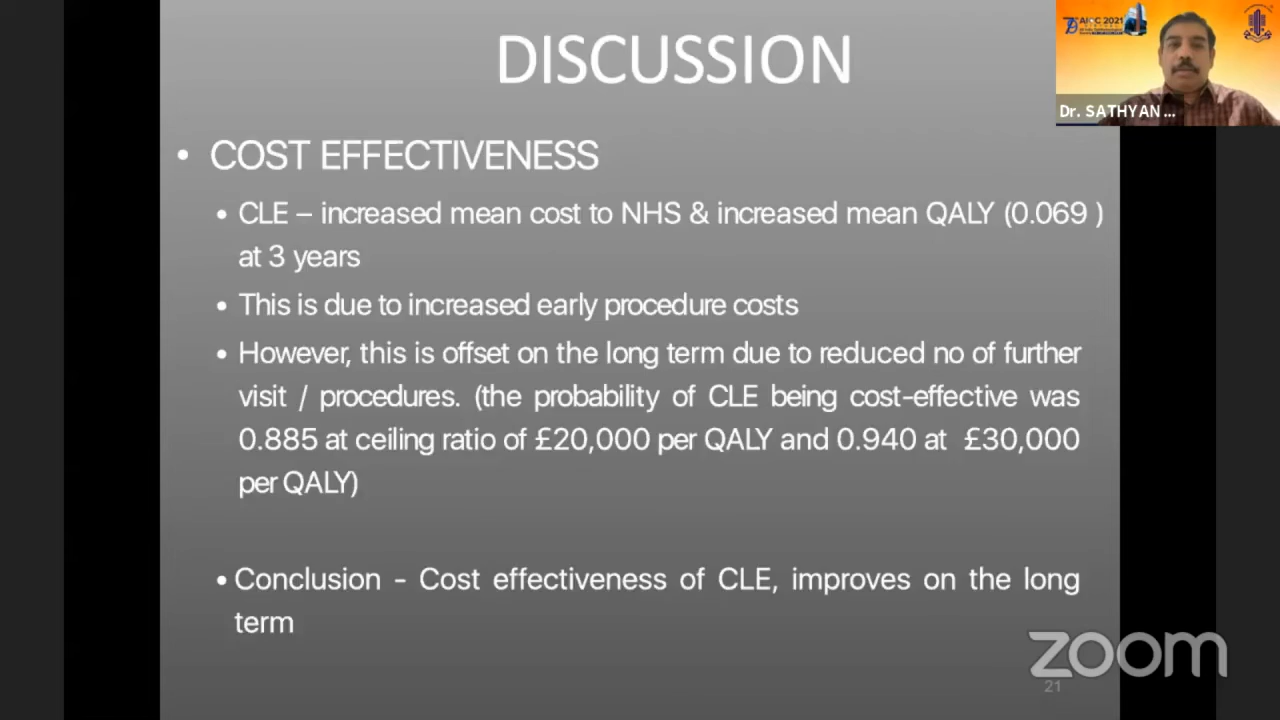 DISCUSSION
AIOC 2021
Dr. SATHYAN ...
• COST EFFECTIVENESS
• CLE – increased mean cost to NHS & increased mean QALY (0.069 )
at 3 years
• This is due to increased early procedure costs
• However, this is offset on the long term due to reduced no of further
visit / procedures. (the probability of CLE being cost-effective was
0.885 at ceiling ratio of £20,000 per QALY and 0.940 at £30,000
per QALY)
• Conclusion - Cost effectiveness of CLE, improves on the long
term
zoom
21